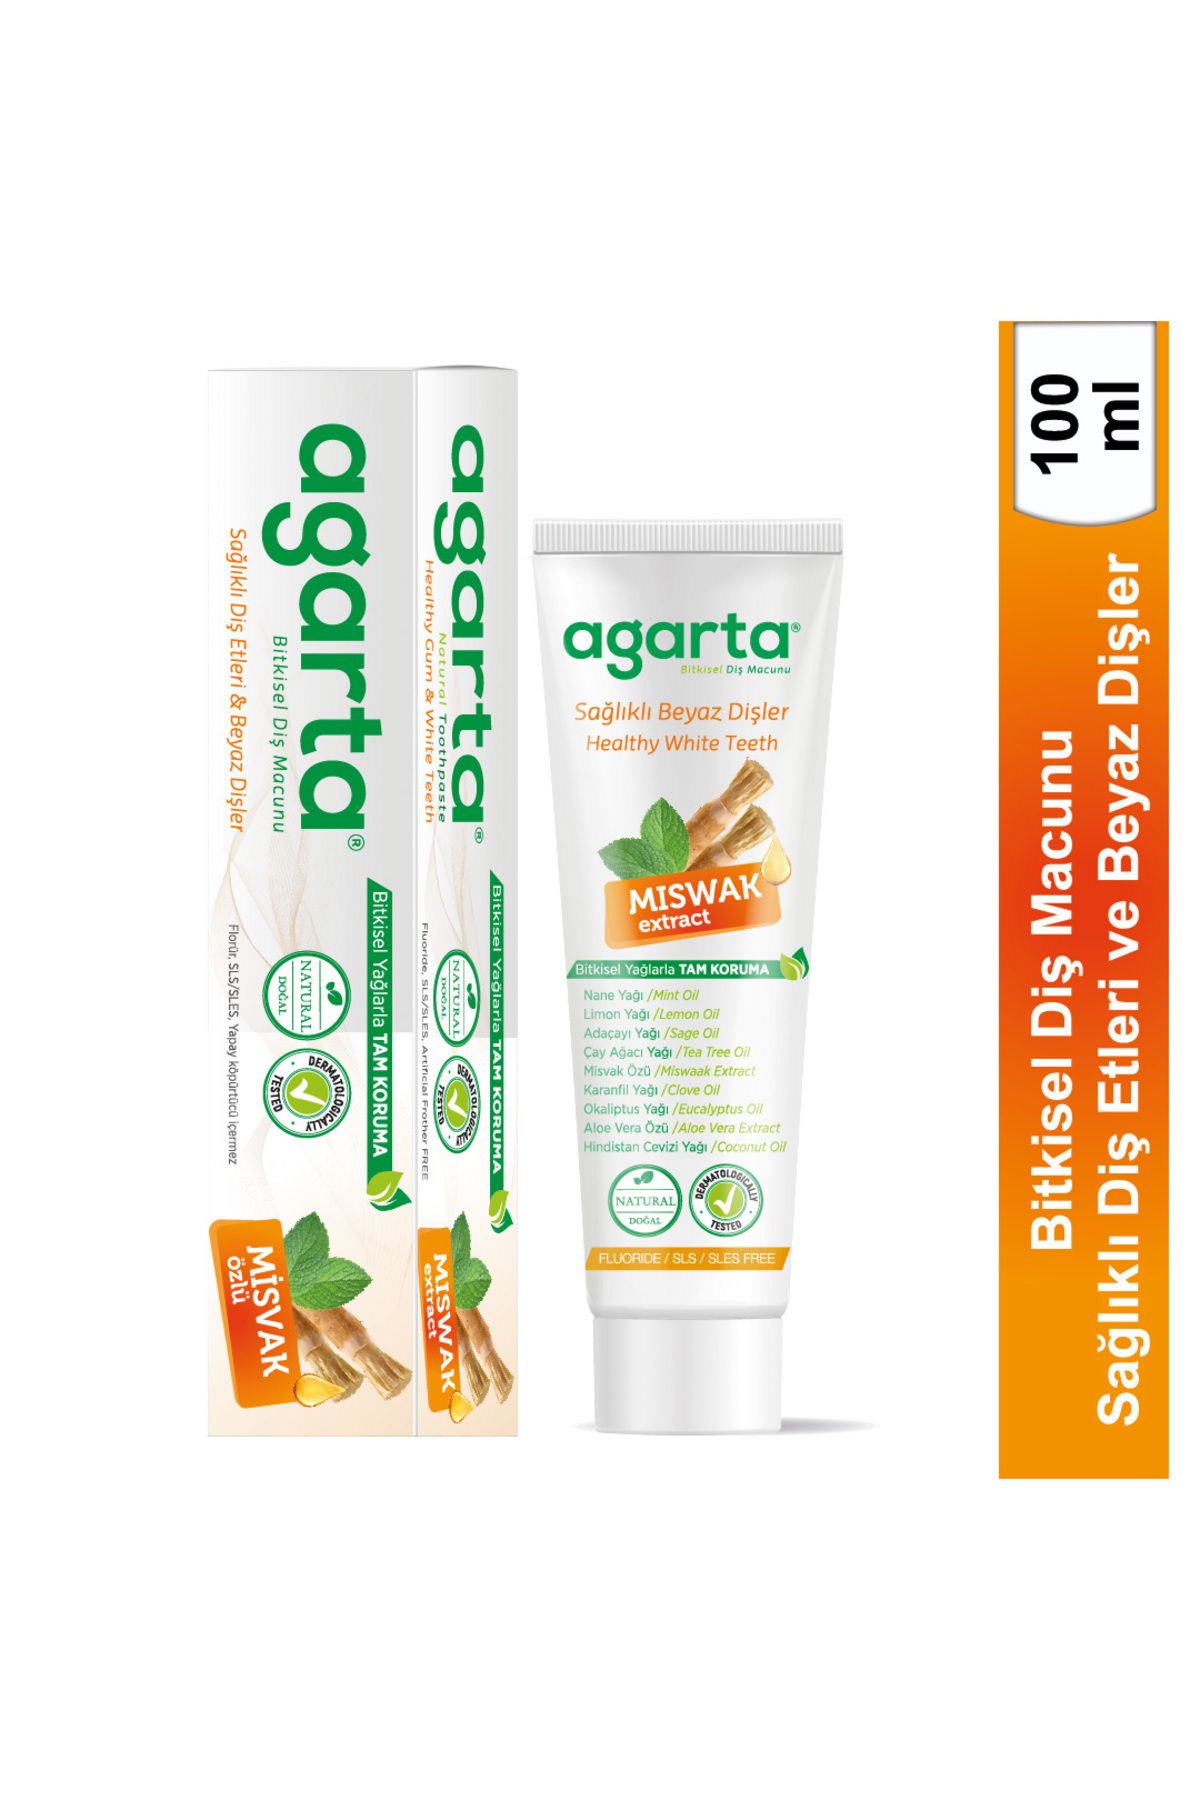 agarta®
Bitkisel Diş Macunu
Sağlıklı Diş Etleri & Beyaz Dişler
Bitkisel Yağlarla TAM KORUMA
NATURAL
DOĞAL
DERMATOLOGICALLY
TESTED
Florür, SLS/SLES, Yapay köpürtücü içermez
MİSVAK
özlü
agarta®
Natural Toothpaste
Healthy Gum & White Teeth
Bitkisel Yağlarla TAM KORUMA
NATURAL
DOĞAL
DERMATOLOGICALLY
TESTED
Fluoride, SLS/SLES, Artificial Frother FREE
MISWAK
extract
agarta®
Bitkisel Diş Macunu
Sağlıklı Beyaz Dişler
Healthy White Teeth
MISWAK
extract
Bitkisel Yağlarla TAM KORUMA
Nane Yağı /Mint Oil
Limon Yağı /Lemon Oil
Adaçayı Yağı /Sage Oil
Çay Ağacı Yağı /Tea Tree Oil
Misvak Özü /Miswaak Extract
Karanfil Yağı /Clove Oil
Okaliptus Yağı /Eucalyptus Oil
Aloe Vera Özü /Aloe Vera Extract
Hindistan Cevizi Yağı /Coconut Oil
NATURAL
DOĞAL
DERMATOLOGICALLY
TESTED
FLUORIDE / SLS / SLES FREE
100
ml
Bitkisel Diş Macunu
Sağlıklı Diş Etleri ve Beyaz Dişler